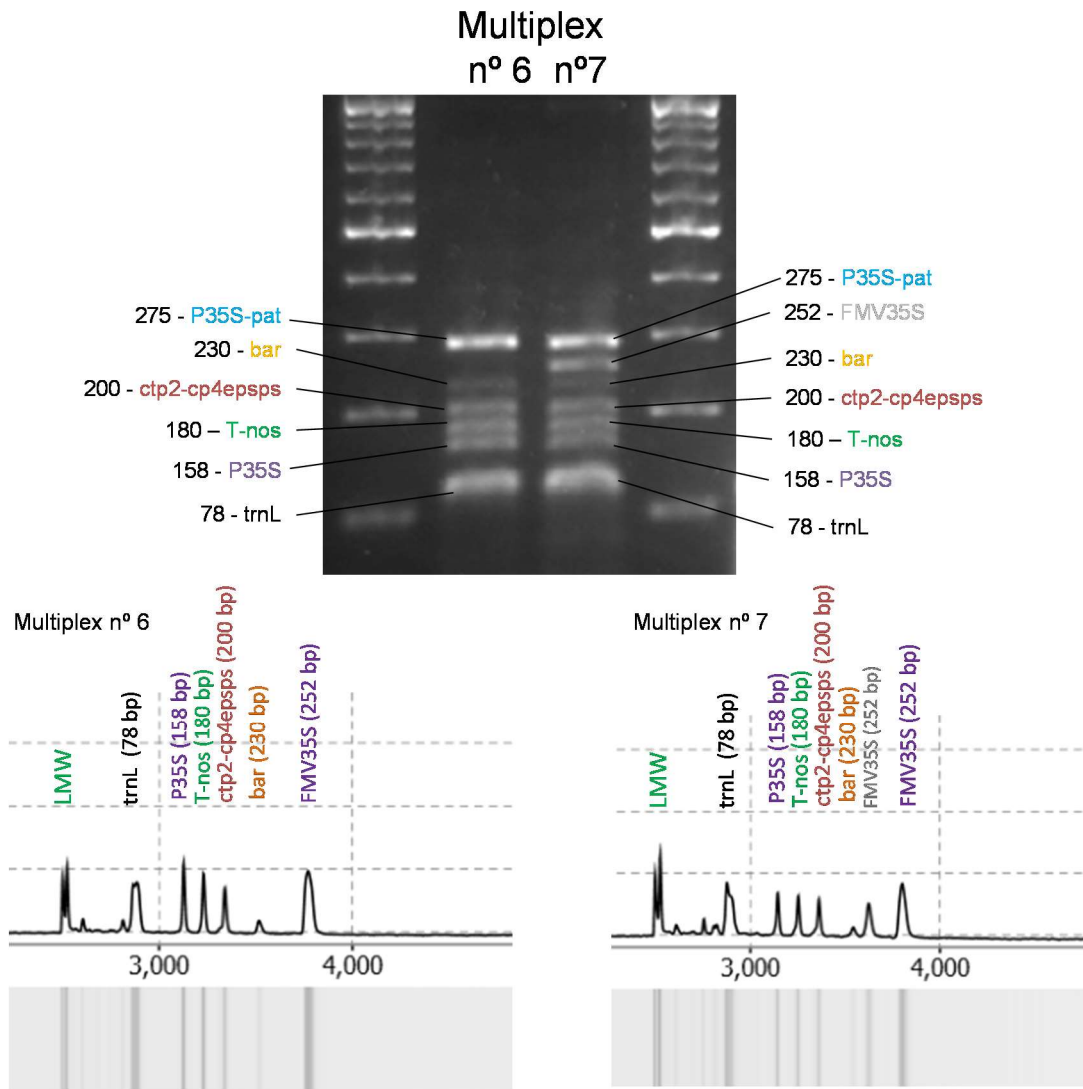 Multiplex
nº 6 nº7
275 - P35S-pat
230 - bar
200 - ctp2-cp4epsps
180 – T-nos
158 - P35S
78 - trnL
275 - P35S-pat
252 - FMV35S
230 - bar
200 - ctp2-cp4epsps
180 – T-nos
158 - P35S
78 - trnL
Multiplex nº 6
LMW
trnL (78 bp)
P35S (158 bp)
T-nos (180 bp)
ctp2-cp4epsps (200 bp)
bar (230 bp)
FMV35S (252 bp)
3,000
4,000
Multiplex nº 7
LMW
trnL (78 bp)
P35S (158 bp)
T-nos (180 bp)
ctp2-cp4epsps (200 bp)
bar (230 bp)
FMV35S (252 bp)
FMV35S (252 bp)
3,000
4,000